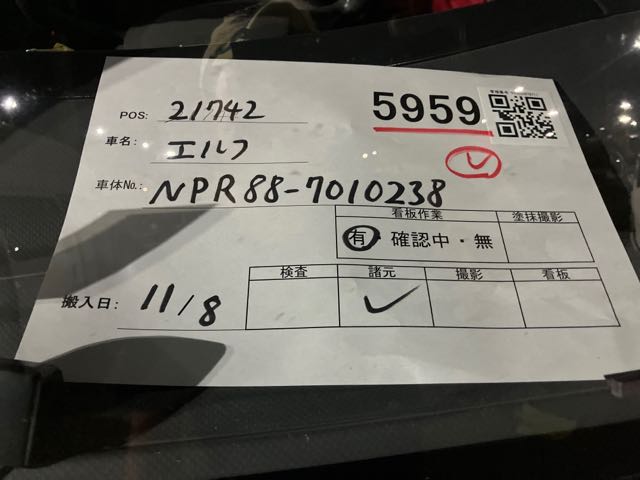 POS: 21742
5959
車名: エルフ
車体No.: NPR88-7010238
看板作業 塗抹撮影
有 確認中・無
検査 諸元 撮影 看板
搬入日: 11/8